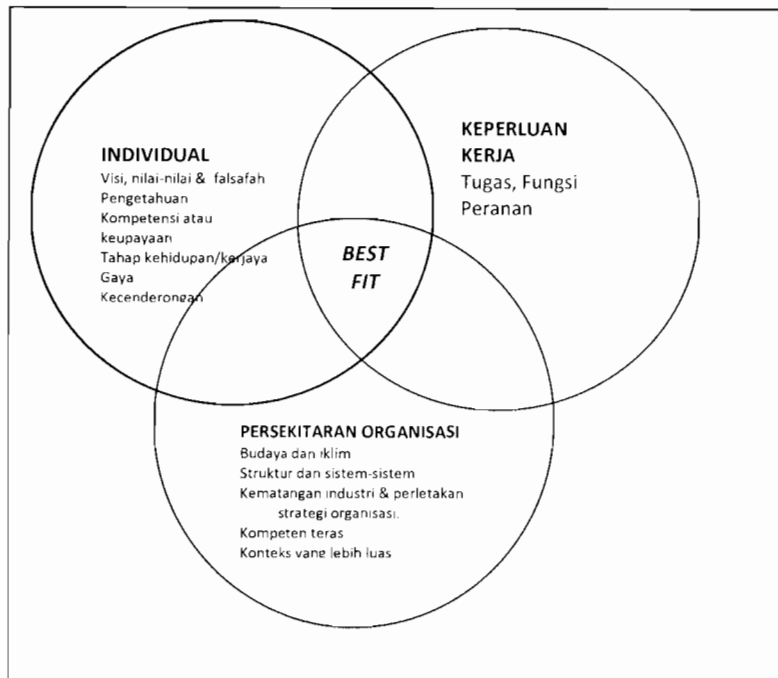 INDIVIDUAL
Visi, nilai-nilai & falsafah
Pengetahuan
Kompetensi atau
keupayaan
Tahap kehidupan/kerjaya
Gaya
Kecenderongan
KEPERLUAN
KERJA
Tugas, Fungsi
Peranan
BEST
FIT
PERSEKITARAN ORGANISASI
Budaya dan iklim
Struktur dan sistem-sistem
Kematangan industri & perletakan
strategi organisasi.
Kompeten teras
Konteks yang lebih luas